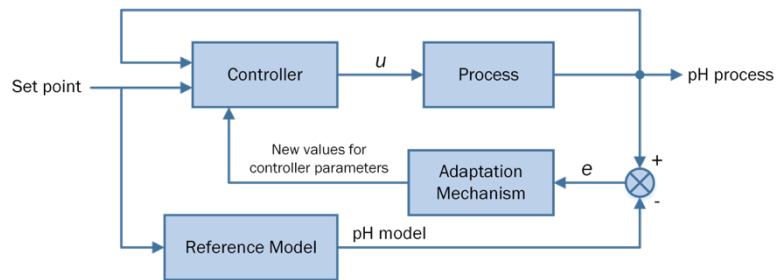 Set point
Controller
u
Process
pH process
New values for
controller parameters
Adaptation
Mechanism
e
+
-
Reference Model
pH model